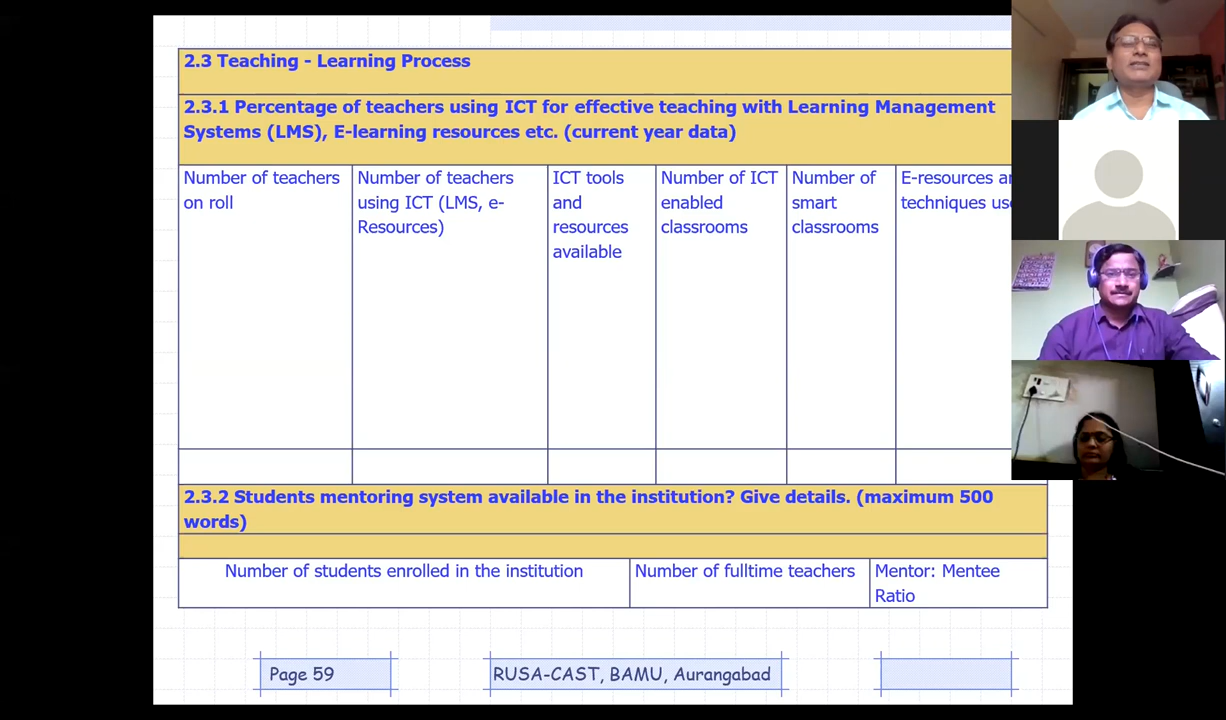 2.3 Teaching - Learning Process
2.3.1 Percentage of teachers using ICT for effective teaching with Learning Management
Systems (LMS), E-learning resources etc. (current year data)
Number of teachers
on roll
Number of teachers
using ICT (LMS, e-
Resources)
ICT tools
and
resources
available
Number of ICT
enabled
classrooms
Number of
smart
classrooms
E-resources
techniques
2.3.2 Students mentoring system available in the institution? Give details. (maximum 500
words)
Number of students enrolled in the institution
Number of fulltime teachers
Mentor: Mentee
Ratio
Page 59
RUSA-CAST, BAMU, Aurangabad